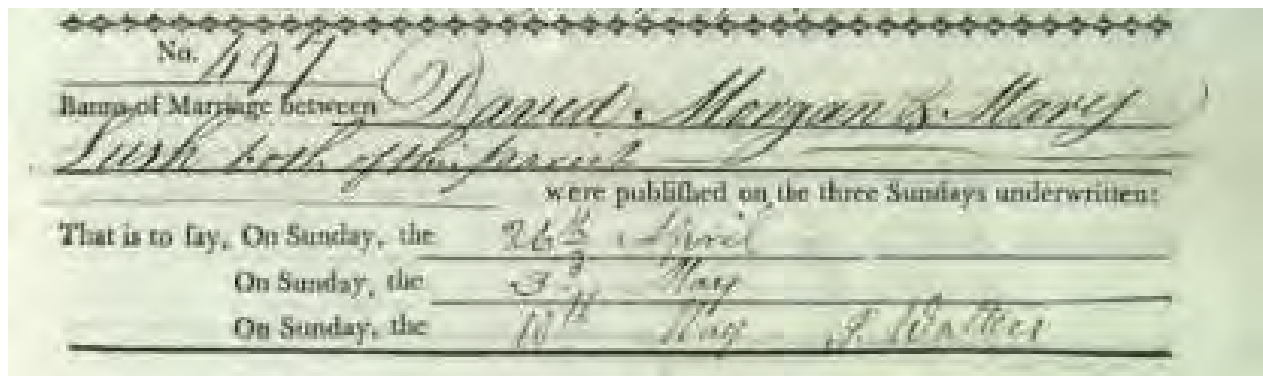 No. 497
Banns of Marriage between David Morgan & Mary
Lush both of this parish
were publiſhed on the three Sundays underwritten:
That is to ſay, On Sunday, the 26th April
On Sunday, the 3d May
On Sunday, the 10th May J. Walker